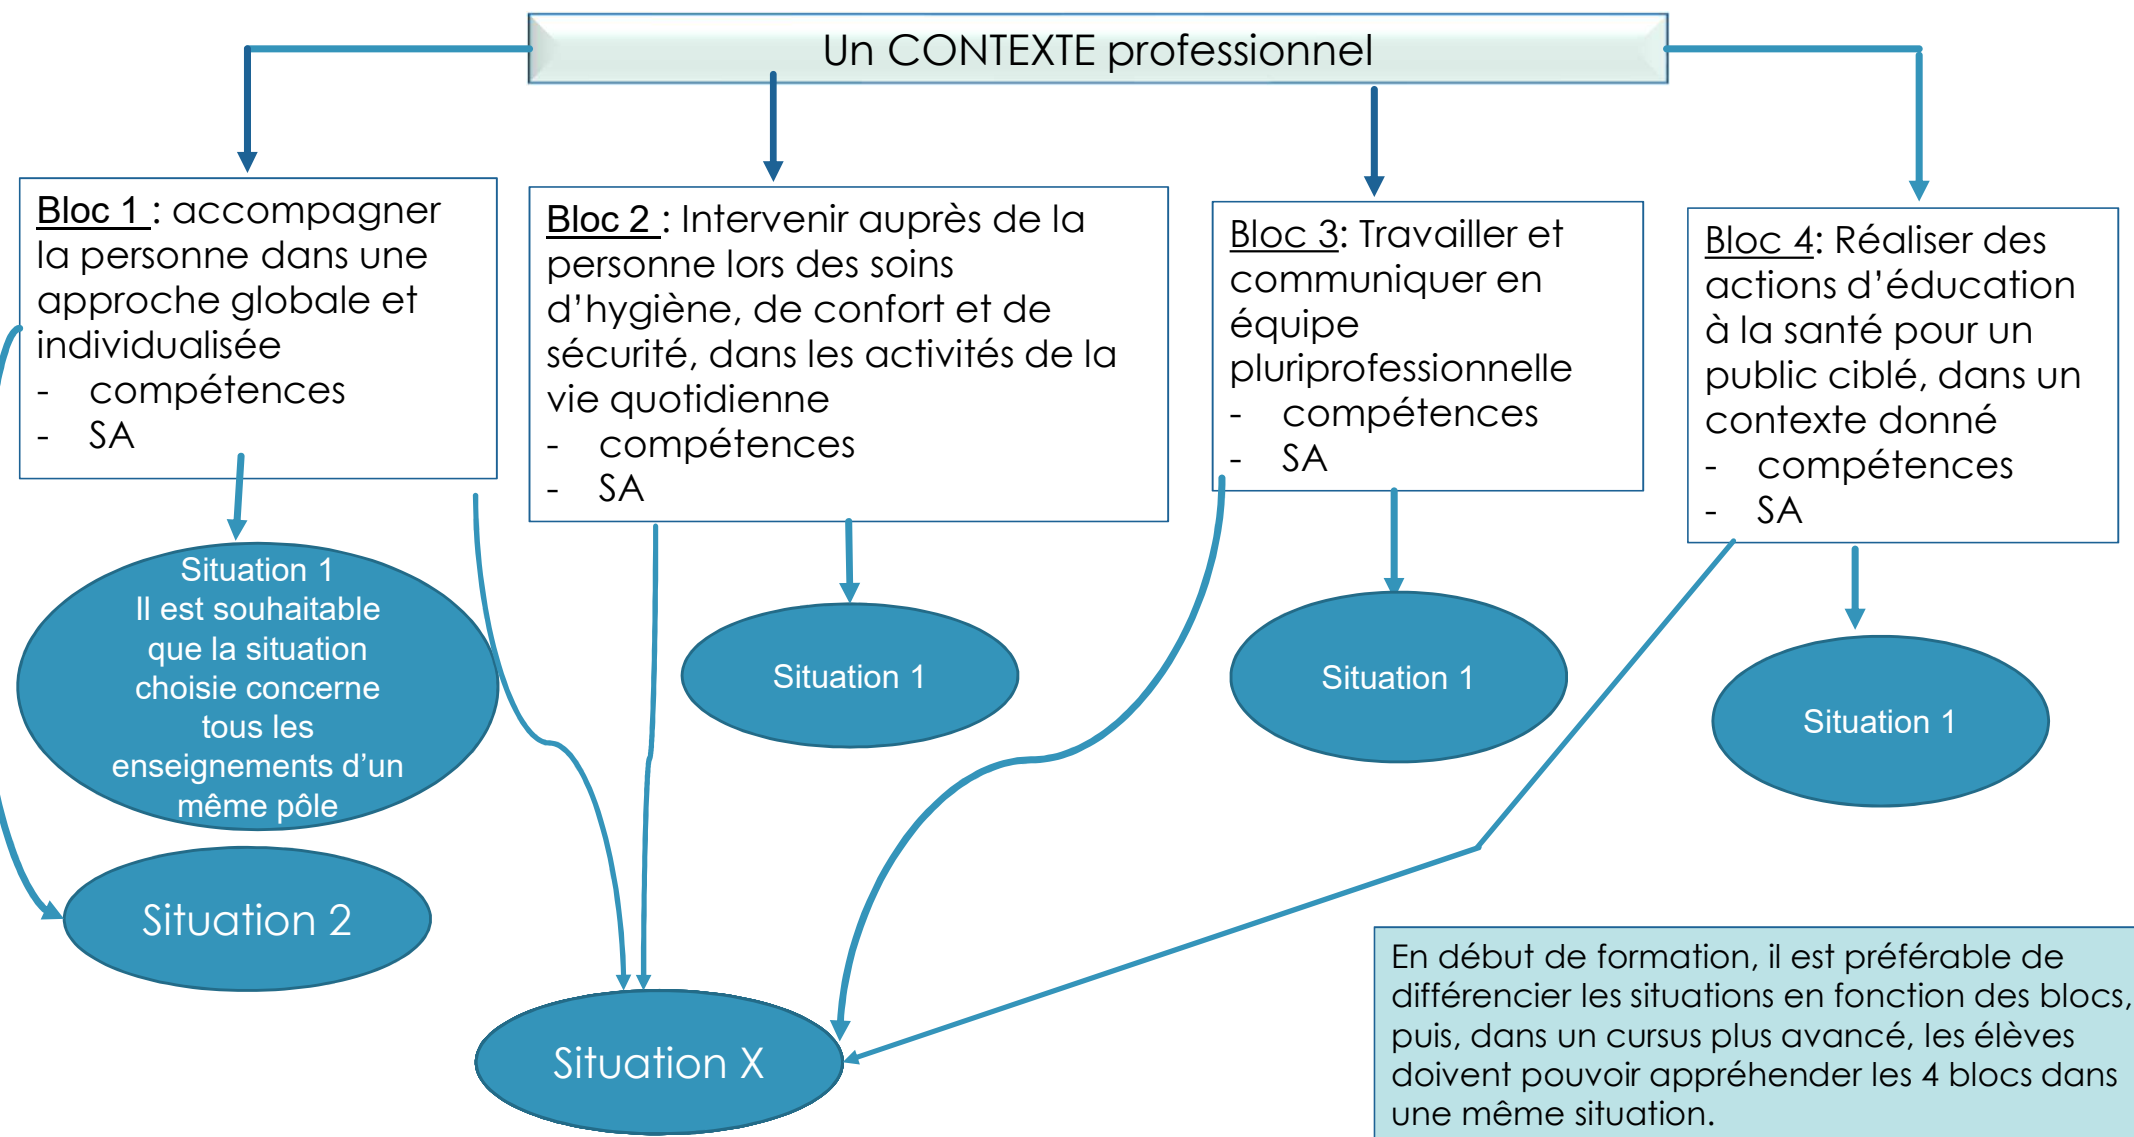 Un CONTEXTE professionnel
Bloc 1 : accompagner
la personne dans une
approche globale et
individualisée
- compétences
- SA
Bloc 2 : Intervenir auprès de la
personne lors des soins
d’hygiène, de confort et de
sécurité, dans les activités de la
vie quotidienne
- compétences
- SA
Bloc 3: Travailler et
communiquer en
équipe
pluriprofessionnelle
- compétences
- SA
Bloc 4: Réaliser des
actions d’éducation
à la santé pour un
public ciblé, dans un
contexte donné
- compétences
- SA
Situation 1
Il est souhaitable
que la situation
choisie concerne
tous les
enseignements d’un
même pôle
Situation 1
Situation 1
Situation 1
Situation 2
Situation X
En début de formation, il est préférable de
différencier les situations en fonction des blocs,
puis, dans un cursus plus avancé, les élèves
doivent pouvoir appréhender les 4 blocs dans
une même situation.